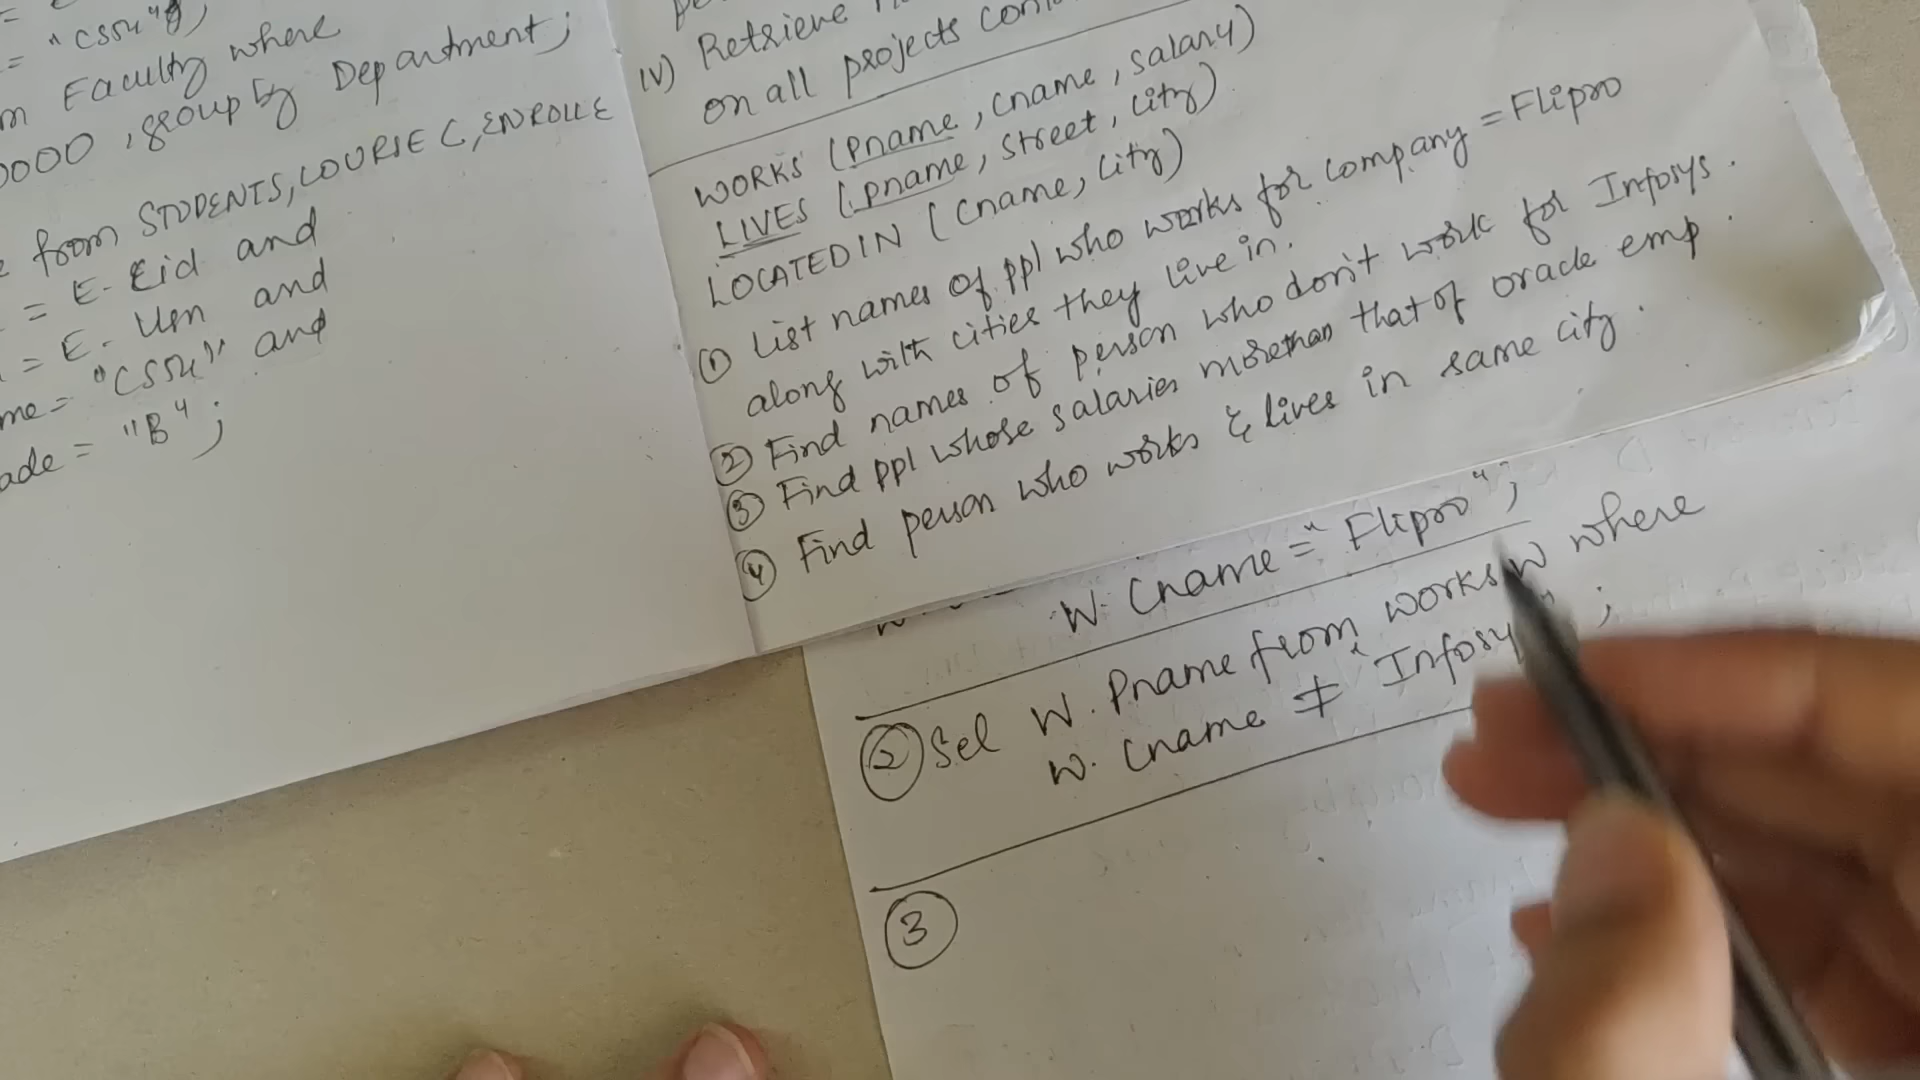 = "CSS4"
Faculty where
0000, group by Department;
from STUDENTS, COURSE C, ENROLLE
= E. Eid and
= E. Usn and
me = "CSS4" and
ade = "B";
IV) Retrieve
on all projects
WORKS (Pname, Cname, salary)
LIVES (Pname, street, city)
LOCATEDIN (Cname, city)
① List names of ppl who works for company = Flipro
along with cities they live in.
② Find names of person who don't work for Infosys.
③ Find ppl whose salaries more than that of oracle emp.
④ Find person who works & lives in same city.
W. Cname = "Flipro";
② Sel W. Pname from works W where
W. Cname ≠ "Infosys";
③